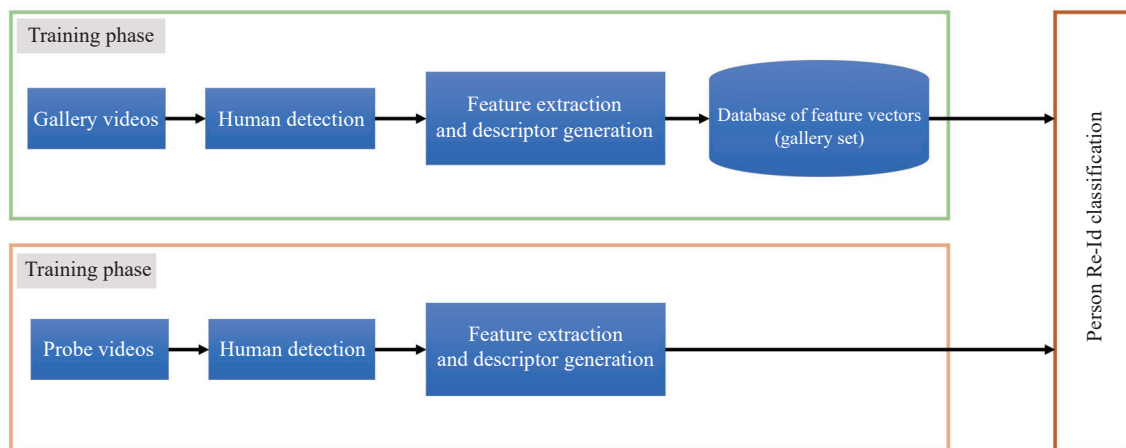 Training phase
Gallery videos
Human detection
Feature extraction
and descriptor generation
Database of feature vectors
(gallery set)
Training phase
Probe videos
Human detection
Feature extraction
and descriptor generation
Person Re-Id classification